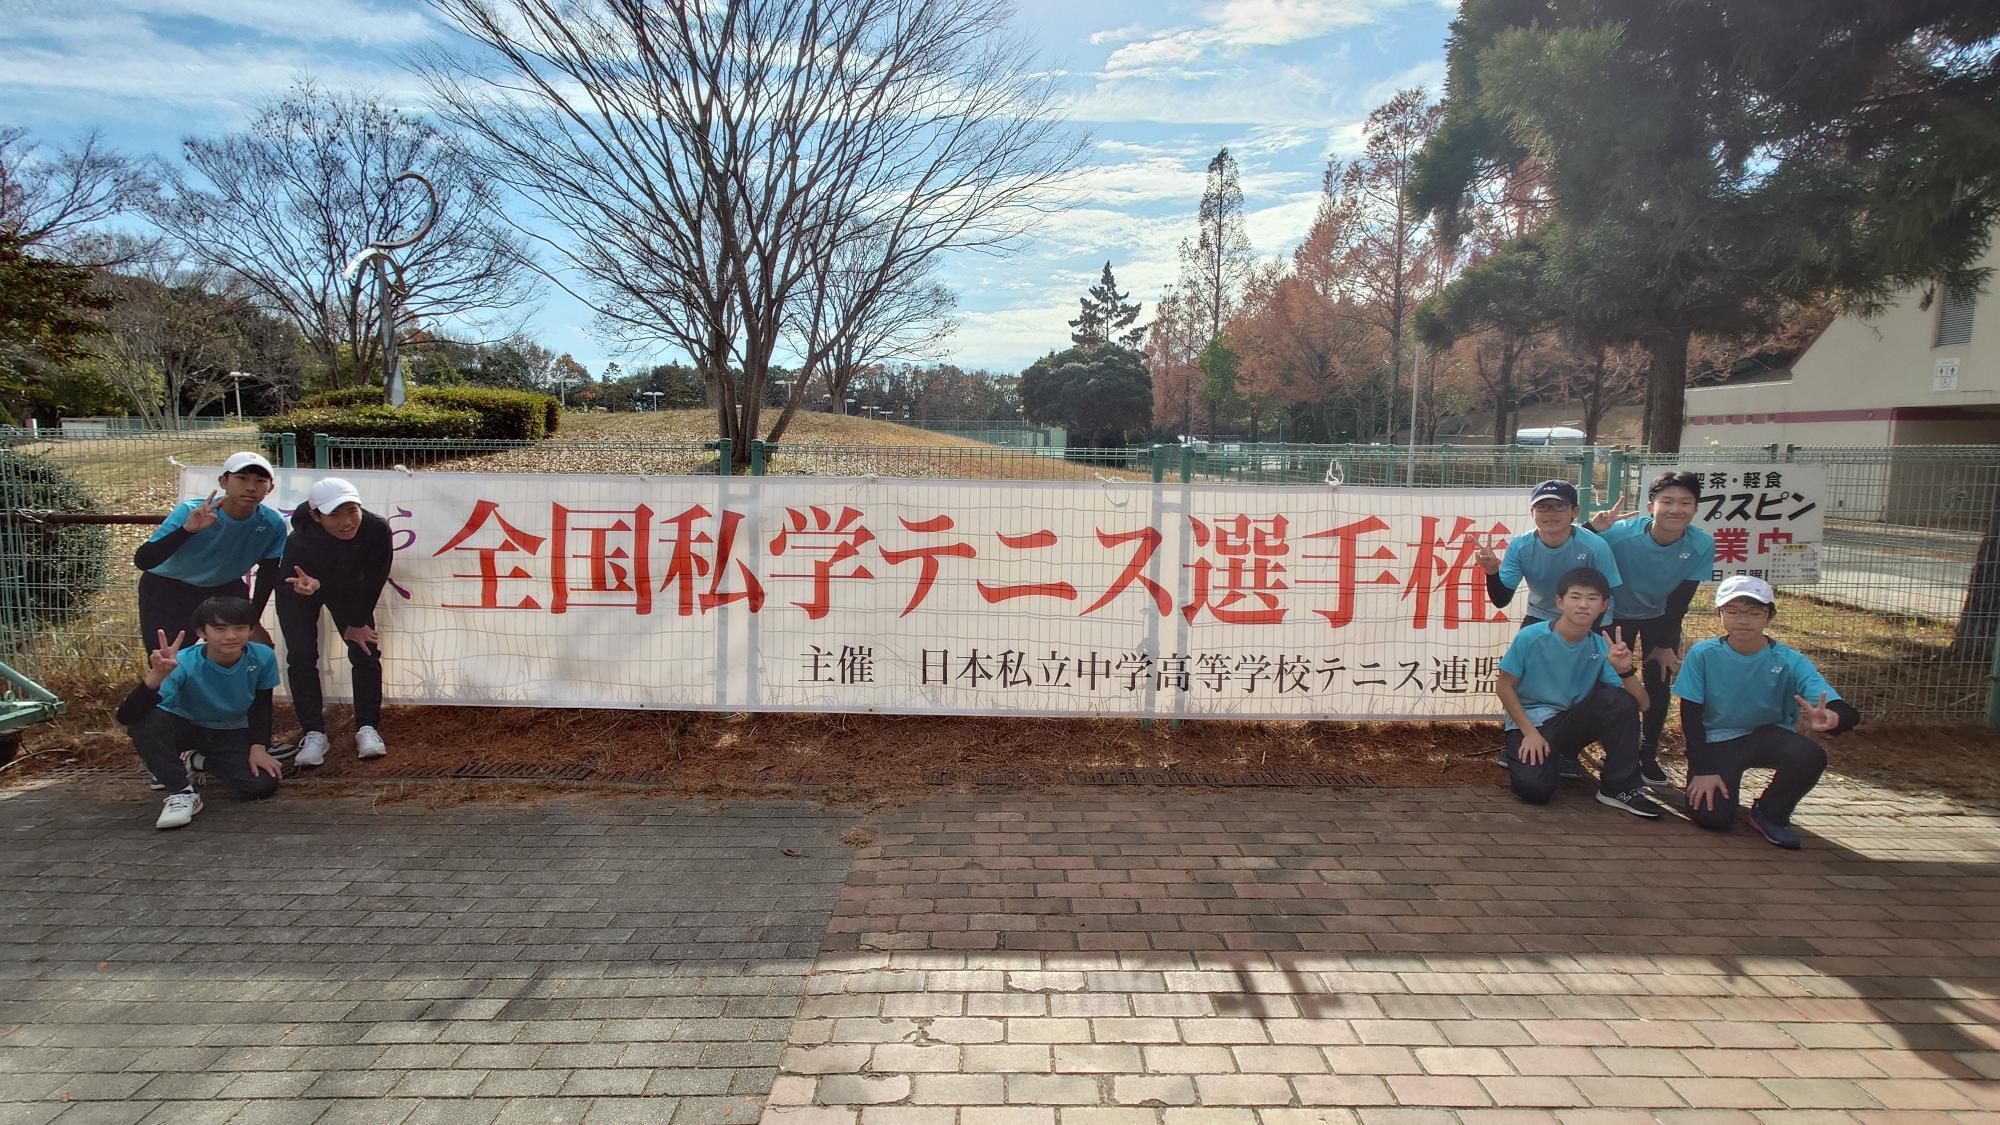 全国私学テニス選手権
主催 日本私立中学高等学校テニス連盟
喫茶・軽食
プスピン
業中